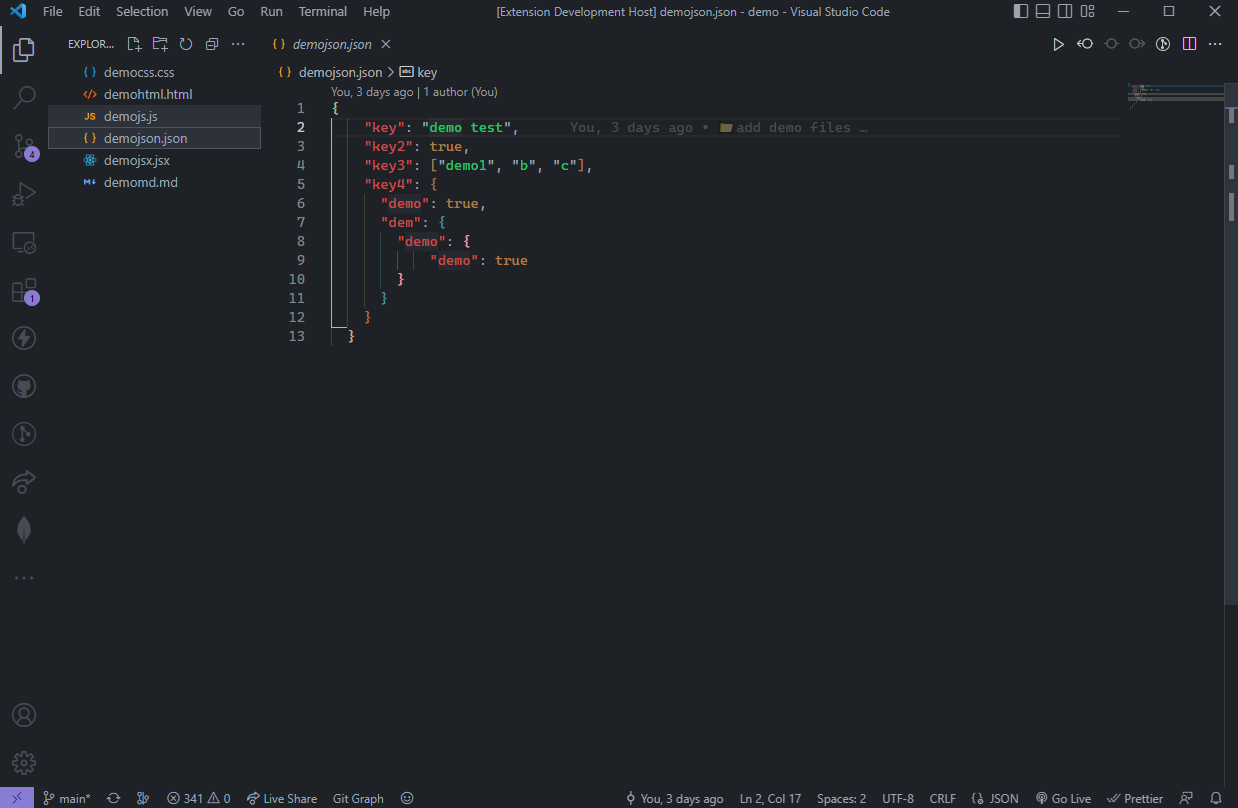 File Edit Selection View Go Run Terminal Help [Extension Development Host] demojson.json - demo - Visual Studio Code
EXPLOR...
democss.css
demohtml.html
JS demojs.js
{ } demojson.json
demojsx.jsx
M↓ demomd.md
4
1
{ } demojson.json
{ } demojson.json > abc key
You, 3 days ago | 1 author (You)
1 {
2 "key": "demo test", You, 3 days ago • add demo files …
3 "key2": true,
4 "key3": ["demo1", "b", "c"],
5 "key4": {
6 "demo": true,
7 "dem": {
8 "demo": {
9 "demo": true
10 }
11 }
12 }
13 }
main* 341 0 Live Share Git Graph You, 3 days ago Ln 2, Col 17 Spaces: 2 UTF-8 CRLF JSON Go Live Prettier